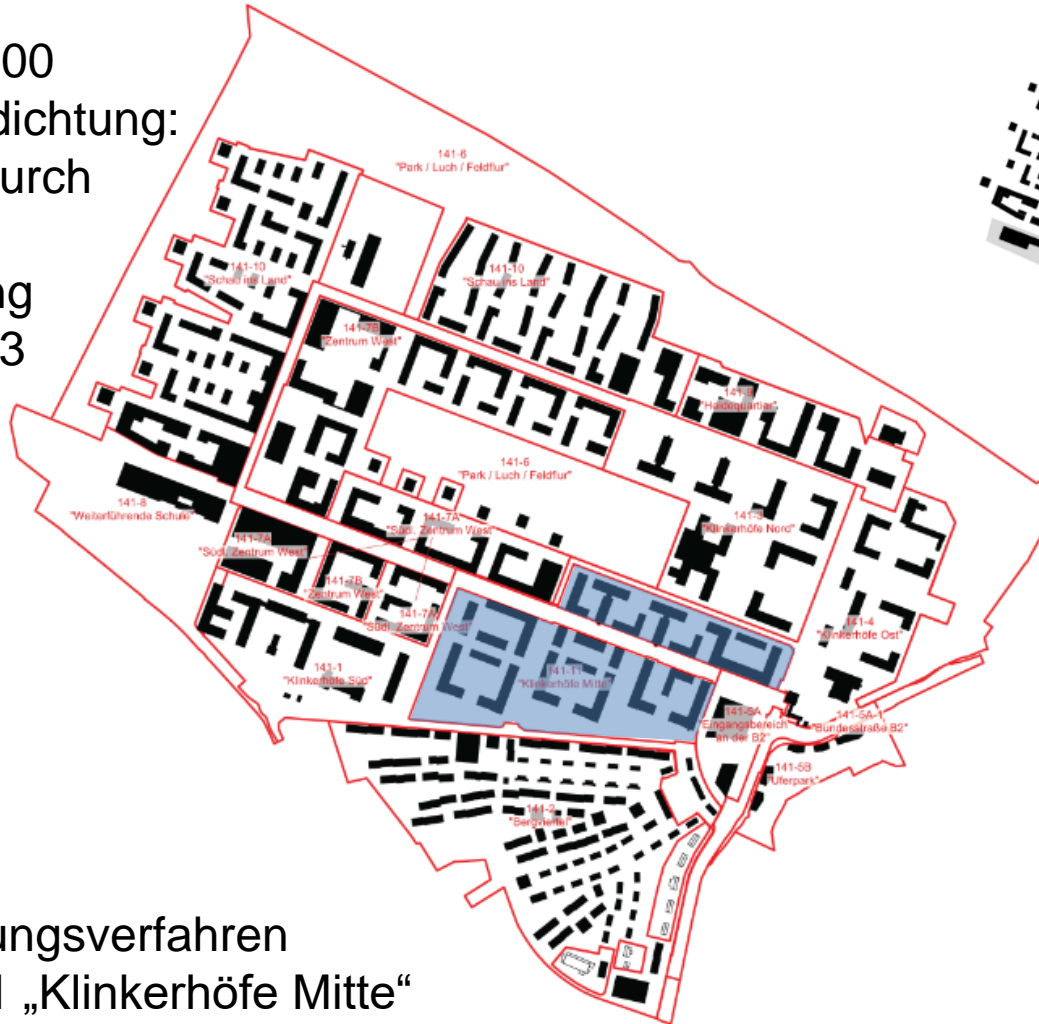 00
dichtung:
urch
ng
3
141-6
"Park / Luch / Feldflur"
141-10
"Schau ins Land"
141-10
"Schau ins Land"
141-7B
"Zentrum West"
141-9
"Heidequartier"
141-6
"Park / Luch / Feldflur"
141-8
"Weiterführende Schule"
141-7A
"Südl. Zentrum West"
141-7A
"Südl. Zentrum West"
141-3
"Klinkerhöfe Nord"
141-7B
"Zentrum West"
141-7A
"Südl. Zentrum West"
141-4
"Klinkerhöfe Ost"
141-1
"Klinkerhöfe Süd"
141-11
"Klinkerhöfe Mitte"
141-5A
"Eingangsbereich
an der B2"
141-5A-1
"Bundesstraße B2"
141-5B
"Uferpark"
141-2
"Bergviertel"
ungsverfahren
„Klinkerhöfe Mitte“